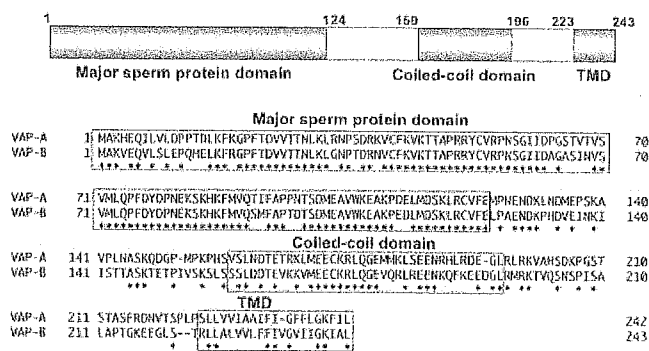 1 124 159 196 223 243
Major sperm protein domain Coiled-coil domain TMD
Major sperm protein domain
VAP-A 1 MAKHEQILVLDPPTDLKFKGPFTDVVTTNLKLRNPSDRKVCFKVKTTAPRRYCVRPNSGIIDPGSTVTVS 70
VAP-B 1 MAKVEQVLSLEPQHELKFRGPFTDVVTTNLKLGNPTDRNVCFKVKTTAPRRYCVRPNSGIIDAGASINVS 70
VAP-A 71 VMLQPFDYDPNEKSKHKFMVQTIFAPPNTSDMEAVWKEAKPDELMDSKLRCVFEMPNENDKLNDMEPSKA 140
VAP-B 71 VMLQPFDYDPNEKSKHKFMVQSMFAPTDTSDMEAVWKEAKPEDLMDSKLRCVFELPAENDKPHDVEINKI 140
Coiled-coil domain
VAP-A 141 VPLNASKQDGP-MPKPHSVSLNDTETRKLMEECKRLQGEMMKLSEENRHLRDE-GLRLRKVAHSDKPGST 210
VAP-B 141 ISTTASKTETPIVSKSLSSSLDDTEVKKVMEECKRLQGEVQRLREENKQFKEEDGLRMRKTVQSNSPISA 210
TMD
VAP-A 211 STASFRDNVTSPLPSLLVVIAAIFI-GFFLGKFIL 242
VAP-B 211 LAPTGKEEGLS--TRLLALVVLFFIVGVIIGKIAL 243